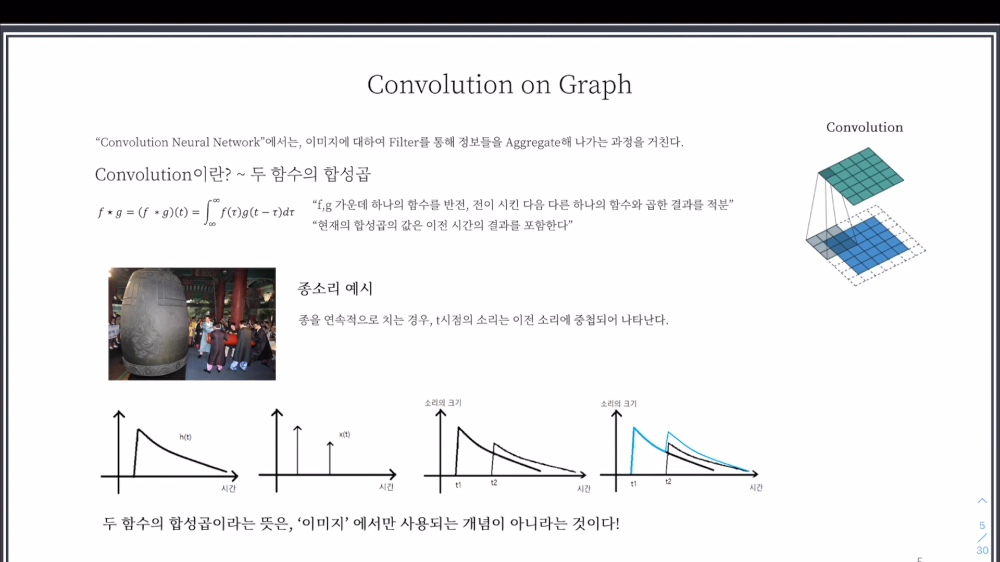 Convolution on Graph
Convolution
“Convolution Neural Network”에서는, 이미지에 대하여 Filter를 통해 정보들을 Aggregate해 나가는 과정을 거친다.
Convolution이란? ~ 두 함수의 합성곱
f ⋆ g = (f ∗ g)(t) = ∫_∞^∞ f(τ)g(t − τ)dτ
“f,g 가운데 하나의 함수를 반전, 전이 시킨 다음 다른 하나의 함수와 곱한 결과를 적분”
“현재의 합성곱의 값은 이전 시간의 결과를 포함한다”
종소리 예시
종을 연속적으로 치는 경우, t시점의 소리는 이전 소리에 중첩되어 나타난다.
h(t)
시간
x(t)
시간
소리의 크기
t1
t2
시간
소리의 크기
t1
t2
시간
두 함수의 합성곱이라는 뜻은, ‘이미지’ 에서만 사용되는 개념이 아니라는 것이다!
5
/
30